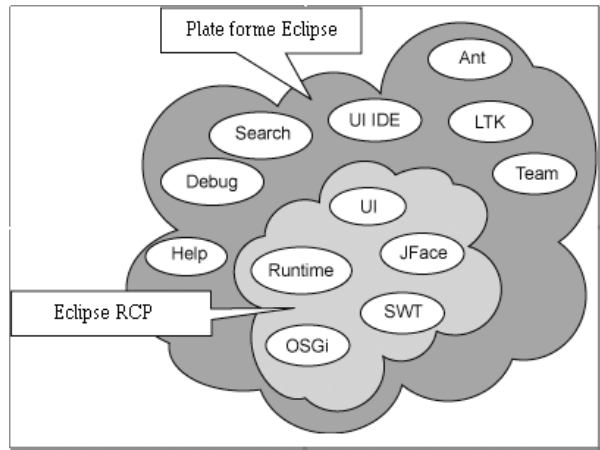 Plate forme Eclipse
Ant
Search
UI IDE
LTK
Debug
Team
UI
Help
Runtime
JFace
Eclipse RCP
SWT
OSGi